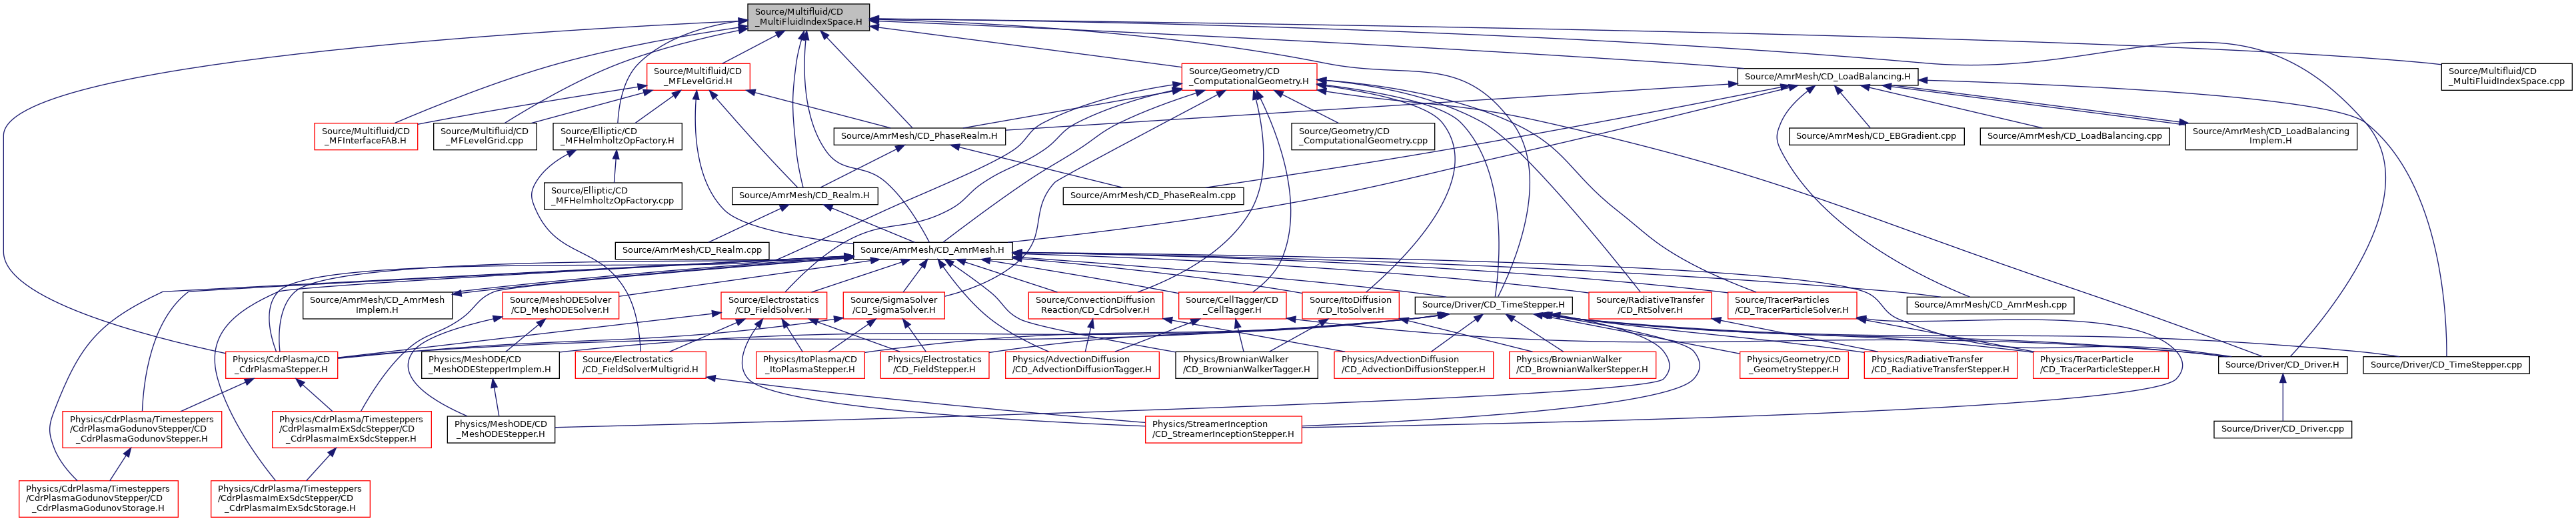 Source/Multifluid/CD
_MultiFluidIndexSpace.H
Source/Multifluid/CD
_MFLevelGrid.H
Source/Geometry/CD
_ComputationalGeometry.H
Source/AmrMesh/CD_LoadBalancing.H
Source/Multifluid/CD
_MultiFluidIndexSpace.cpp
Source/Multifluid/CD
_MFInterfaceFAB.H
Source/Multifluid/CD
_MFLevelGrid.cpp
Source/Elliptic/CD
_MFHelmholtzOpFactory.H
Source/AmrMesh/CD_PhaseRealm.H
Source/Geometry/CD
_ComputationalGeometry.cpp
Source/AmrMesh/CD_EBGradient.cpp
Source/AmrMesh/CD_LoadBalancing.cpp
Source/AmrMesh/CD_LoadBalancing
Implem.H
Source/Elliptic/CD
_MFHelmholtzOpFactory.cpp
Source/AmrMesh/CD_Realm.H
Source/AmrMesh/CD_PhaseRealm.cpp
Source/AmrMesh/CD_Realm.cpp
Source/AmrMesh/CD_AmrMesh.H
Source/AmrMesh/CD_AmrMesh
Implem.H
Source/MeshODESolver
/CD_MeshODESolver.H
Source/Electrostatics
/CD_FieldSolver.H
Source/SigmaSolver
/CD_SigmaSolver.H
Source/ConvectionDiffusion
Reaction/CD_CdrSolver.H
Source/CellTagger/CD
_CellTagger.H
Source/ItoDiffusion
/CD_ItoSolver.H
Source/Driver/CD_TimeStepper.H
Source/RadiativeTransfer
/CD_RtSolver.H
Source/TracerParticles
/CD_TracerParticleSolver.H
Source/AmrMesh/CD_AmrMesh.cpp
Physics/CdrPlasma/CD
_CdrPlasmaStepper.H
Physics/MeshODE/CD
_MeshODEStepperImplem.H
Source/Electrostatics
/CD_FieldSolverMultigrid.H
Physics/ItoPlasma/CD
_ItoPlasmaStepper.H
Physics/Electrostatics
/CD_FieldStepper.H
Physics/AdvectionDiffusion
/CD_AdvectionDiffusionTagger.H
Physics/BrownianWalker
/CD_BrownianWalkerTagger.H
Physics/AdvectionDiffusion
/CD_AdvectionDiffusionStepper.H
Physics/BrownianWalker
/CD_BrownianWalkerStepper.H
Physics/Geometry/CD
_GeometryStepper.H
Physics/RadiativeTransfer
/CD_RadiativeTransferStepper.H
Physics/TracerParticle
/CD_TracerParticleStepper.H
Source/Driver/CD_Driver.H
Source/Driver/CD_TimeStepper.cpp
Physics/CdrPlasma/Timesteppers
/CdrPlasmaGodunovStepper/CD
_CdrPlasmaGodunovStepper.H
Physics/CdrPlasma/Timesteppers
/CdrPlasmaImExSdcStepper/CD
_CdrPlasmaImExSdcStepper.H
Physics/MeshODE/CD
_MeshODEStepper.H
Physics/StreamerInception
/CD_StreamerInceptionStepper.H
Source/Driver/CD_Driver.cpp
Physics/CdrPlasma/Timesteppers
/CdrPlasmaGodunovStepper/CD
_CdrPlasmaGodunovStorage.H
Physics/CdrPlasma/Timesteppers
/CdrPlasmaImExSdcStepper/CD
_CdrPlasmaImExSdcStorage.H